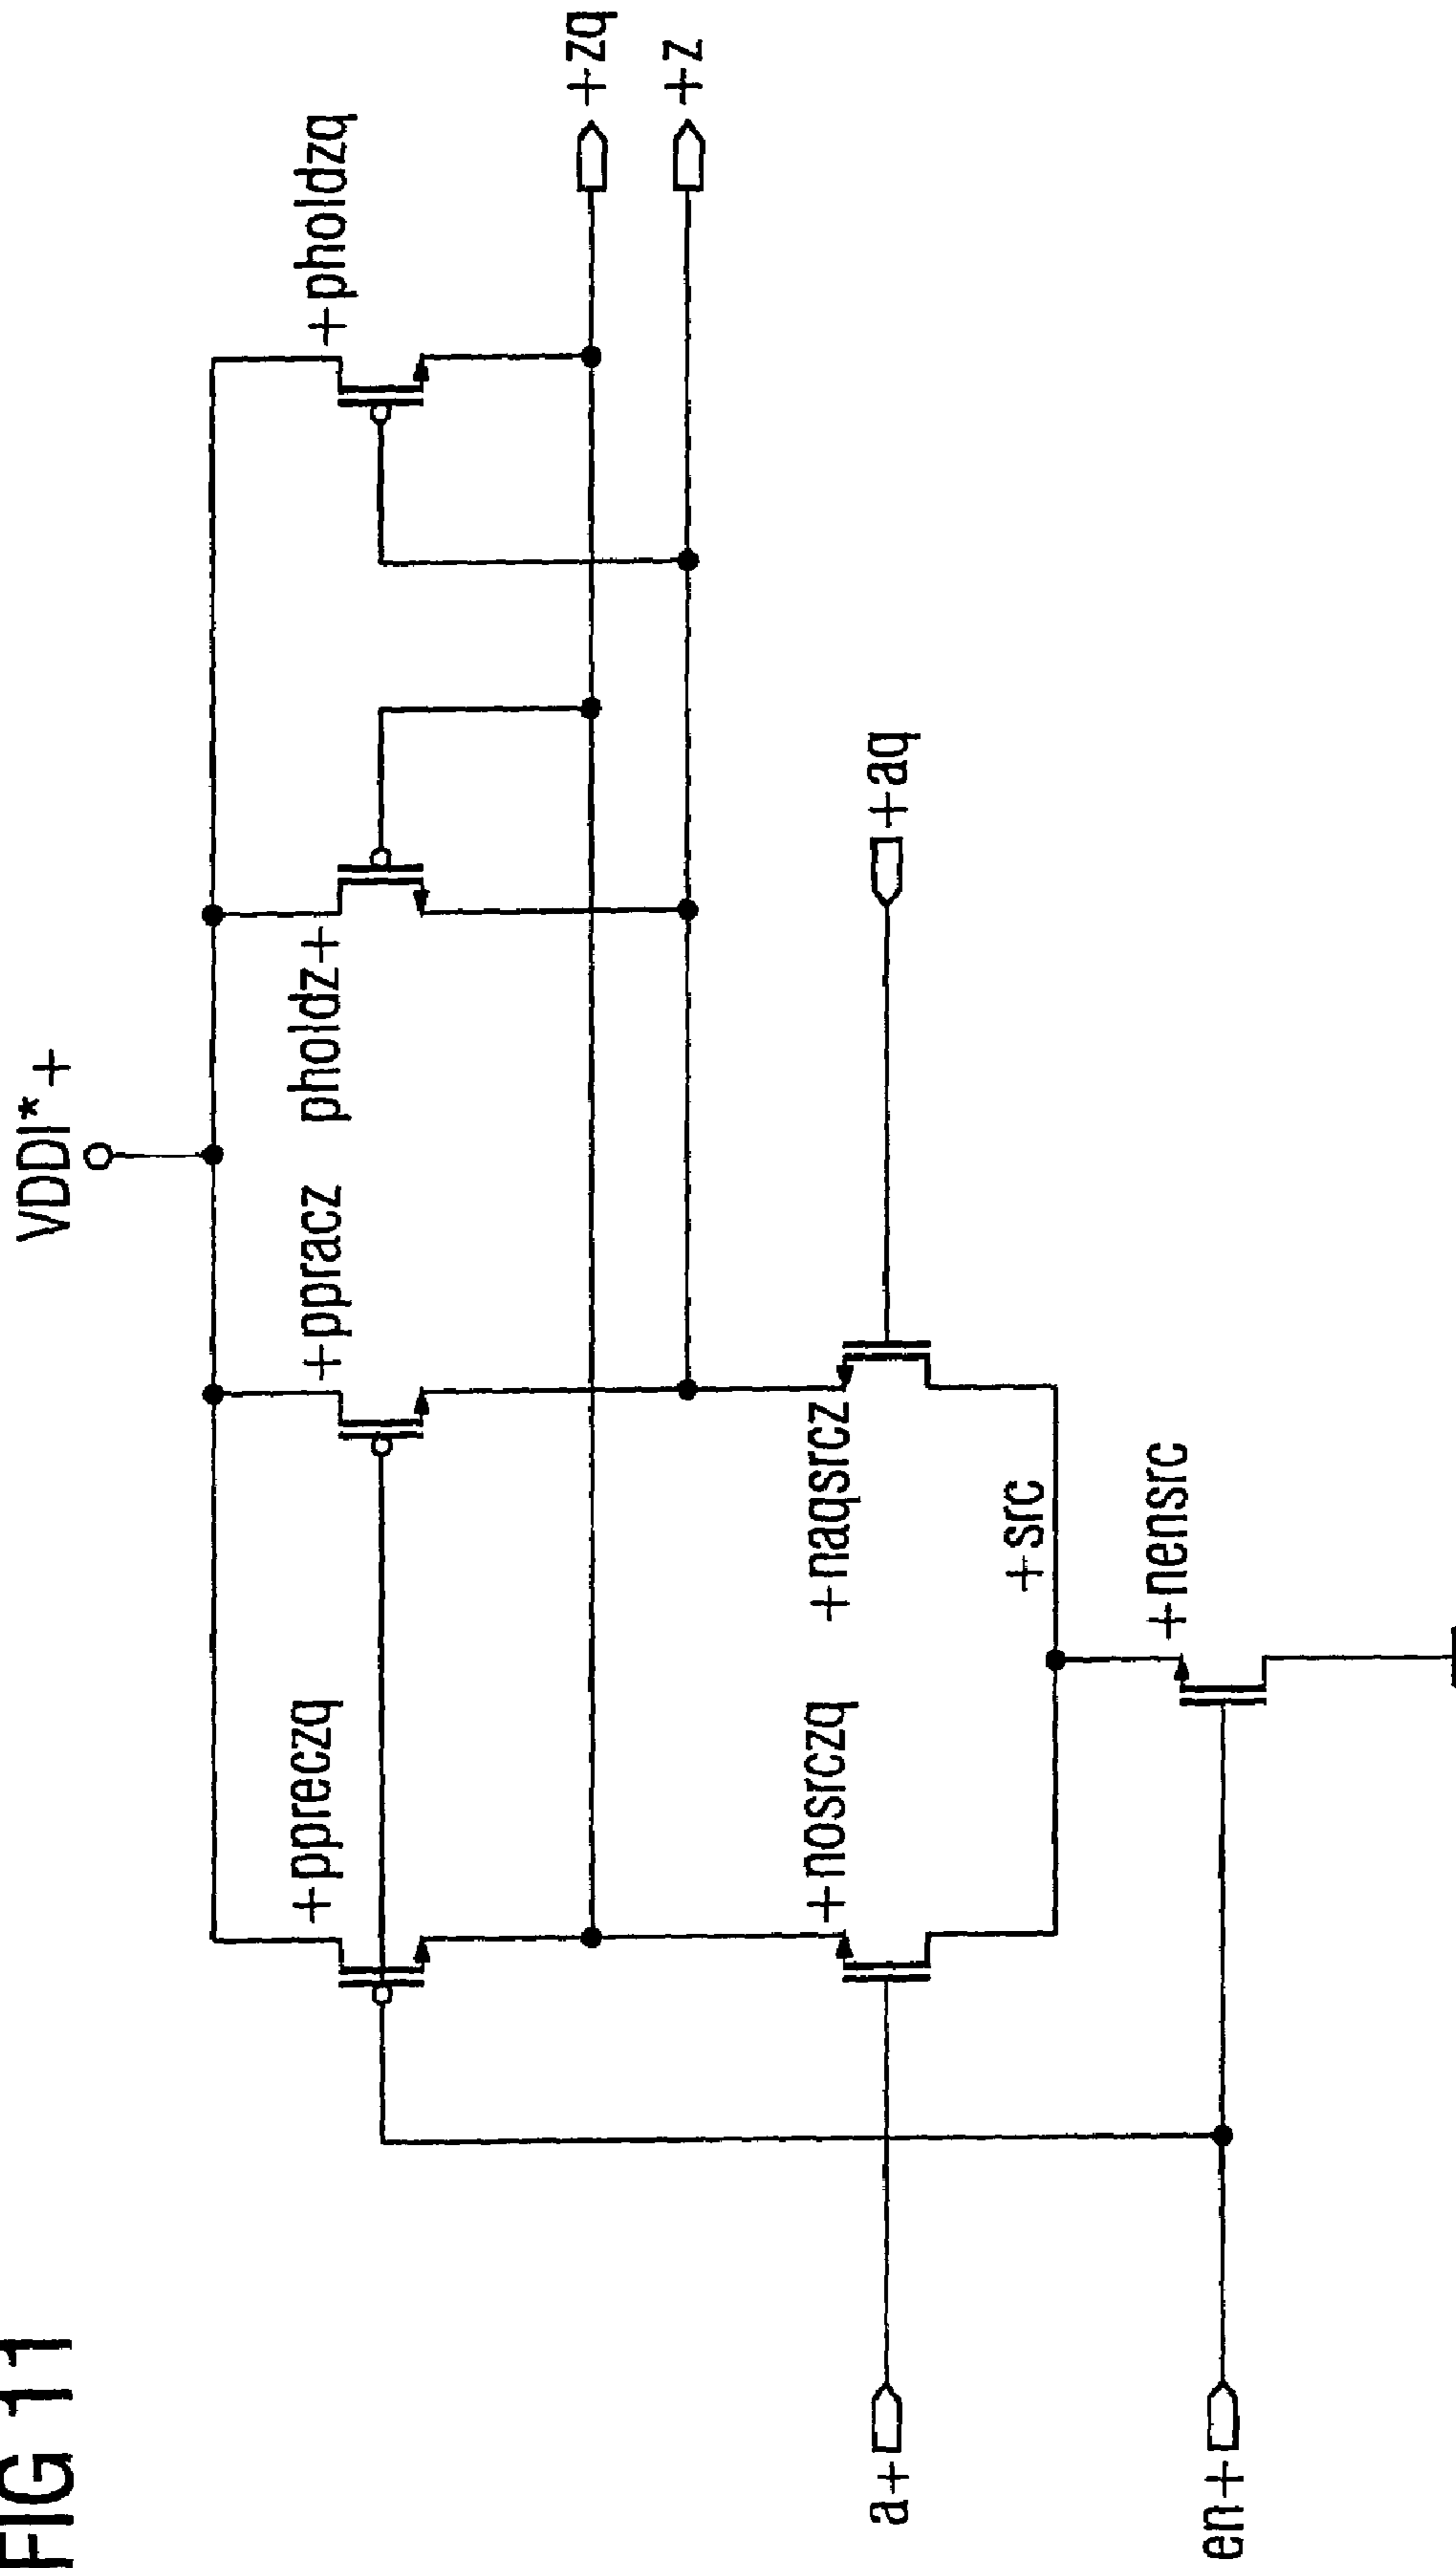 FIG 11
VDDI*+
+ppreczq
+ppracz
pholdz+
+pholdzq
+zq
+z
+nosrczq
+naqsrcz
+aq
a+
+src
+nensrc
en+